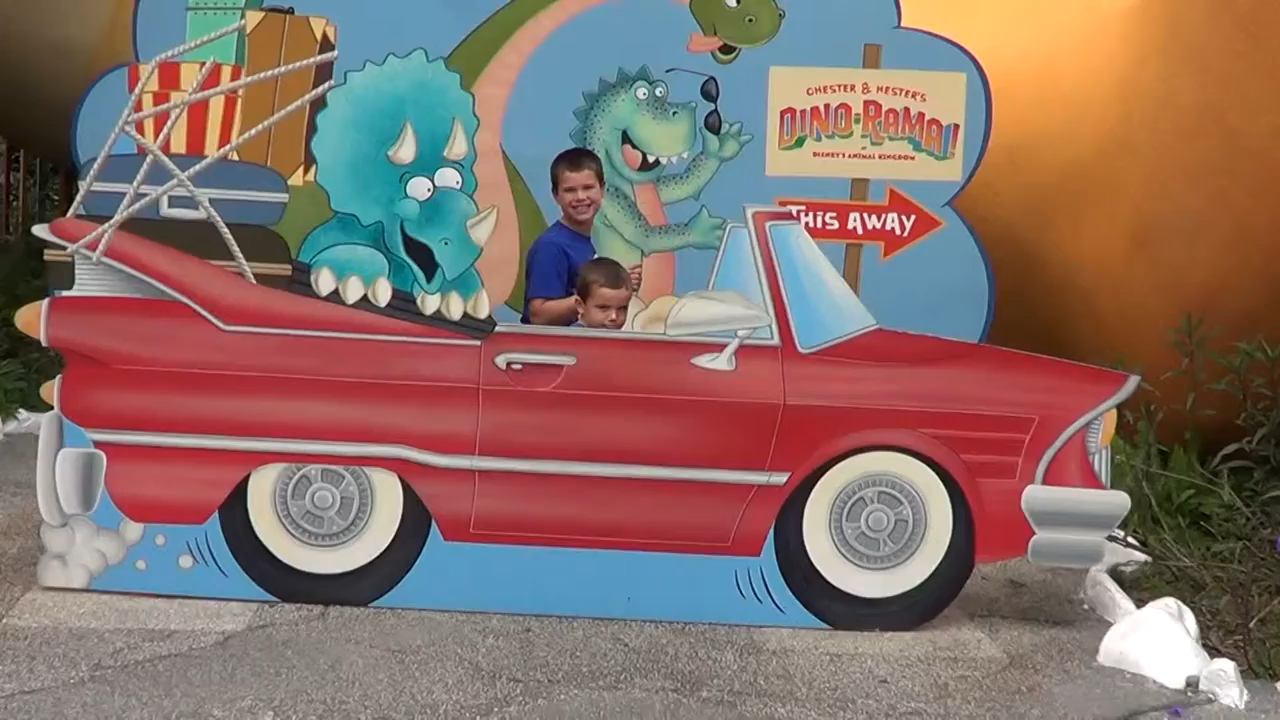 CHESTER & HESTER'S
DINO-RAMA!
DISNEY'S ANIMAL KINGDOM
THIS AWAY